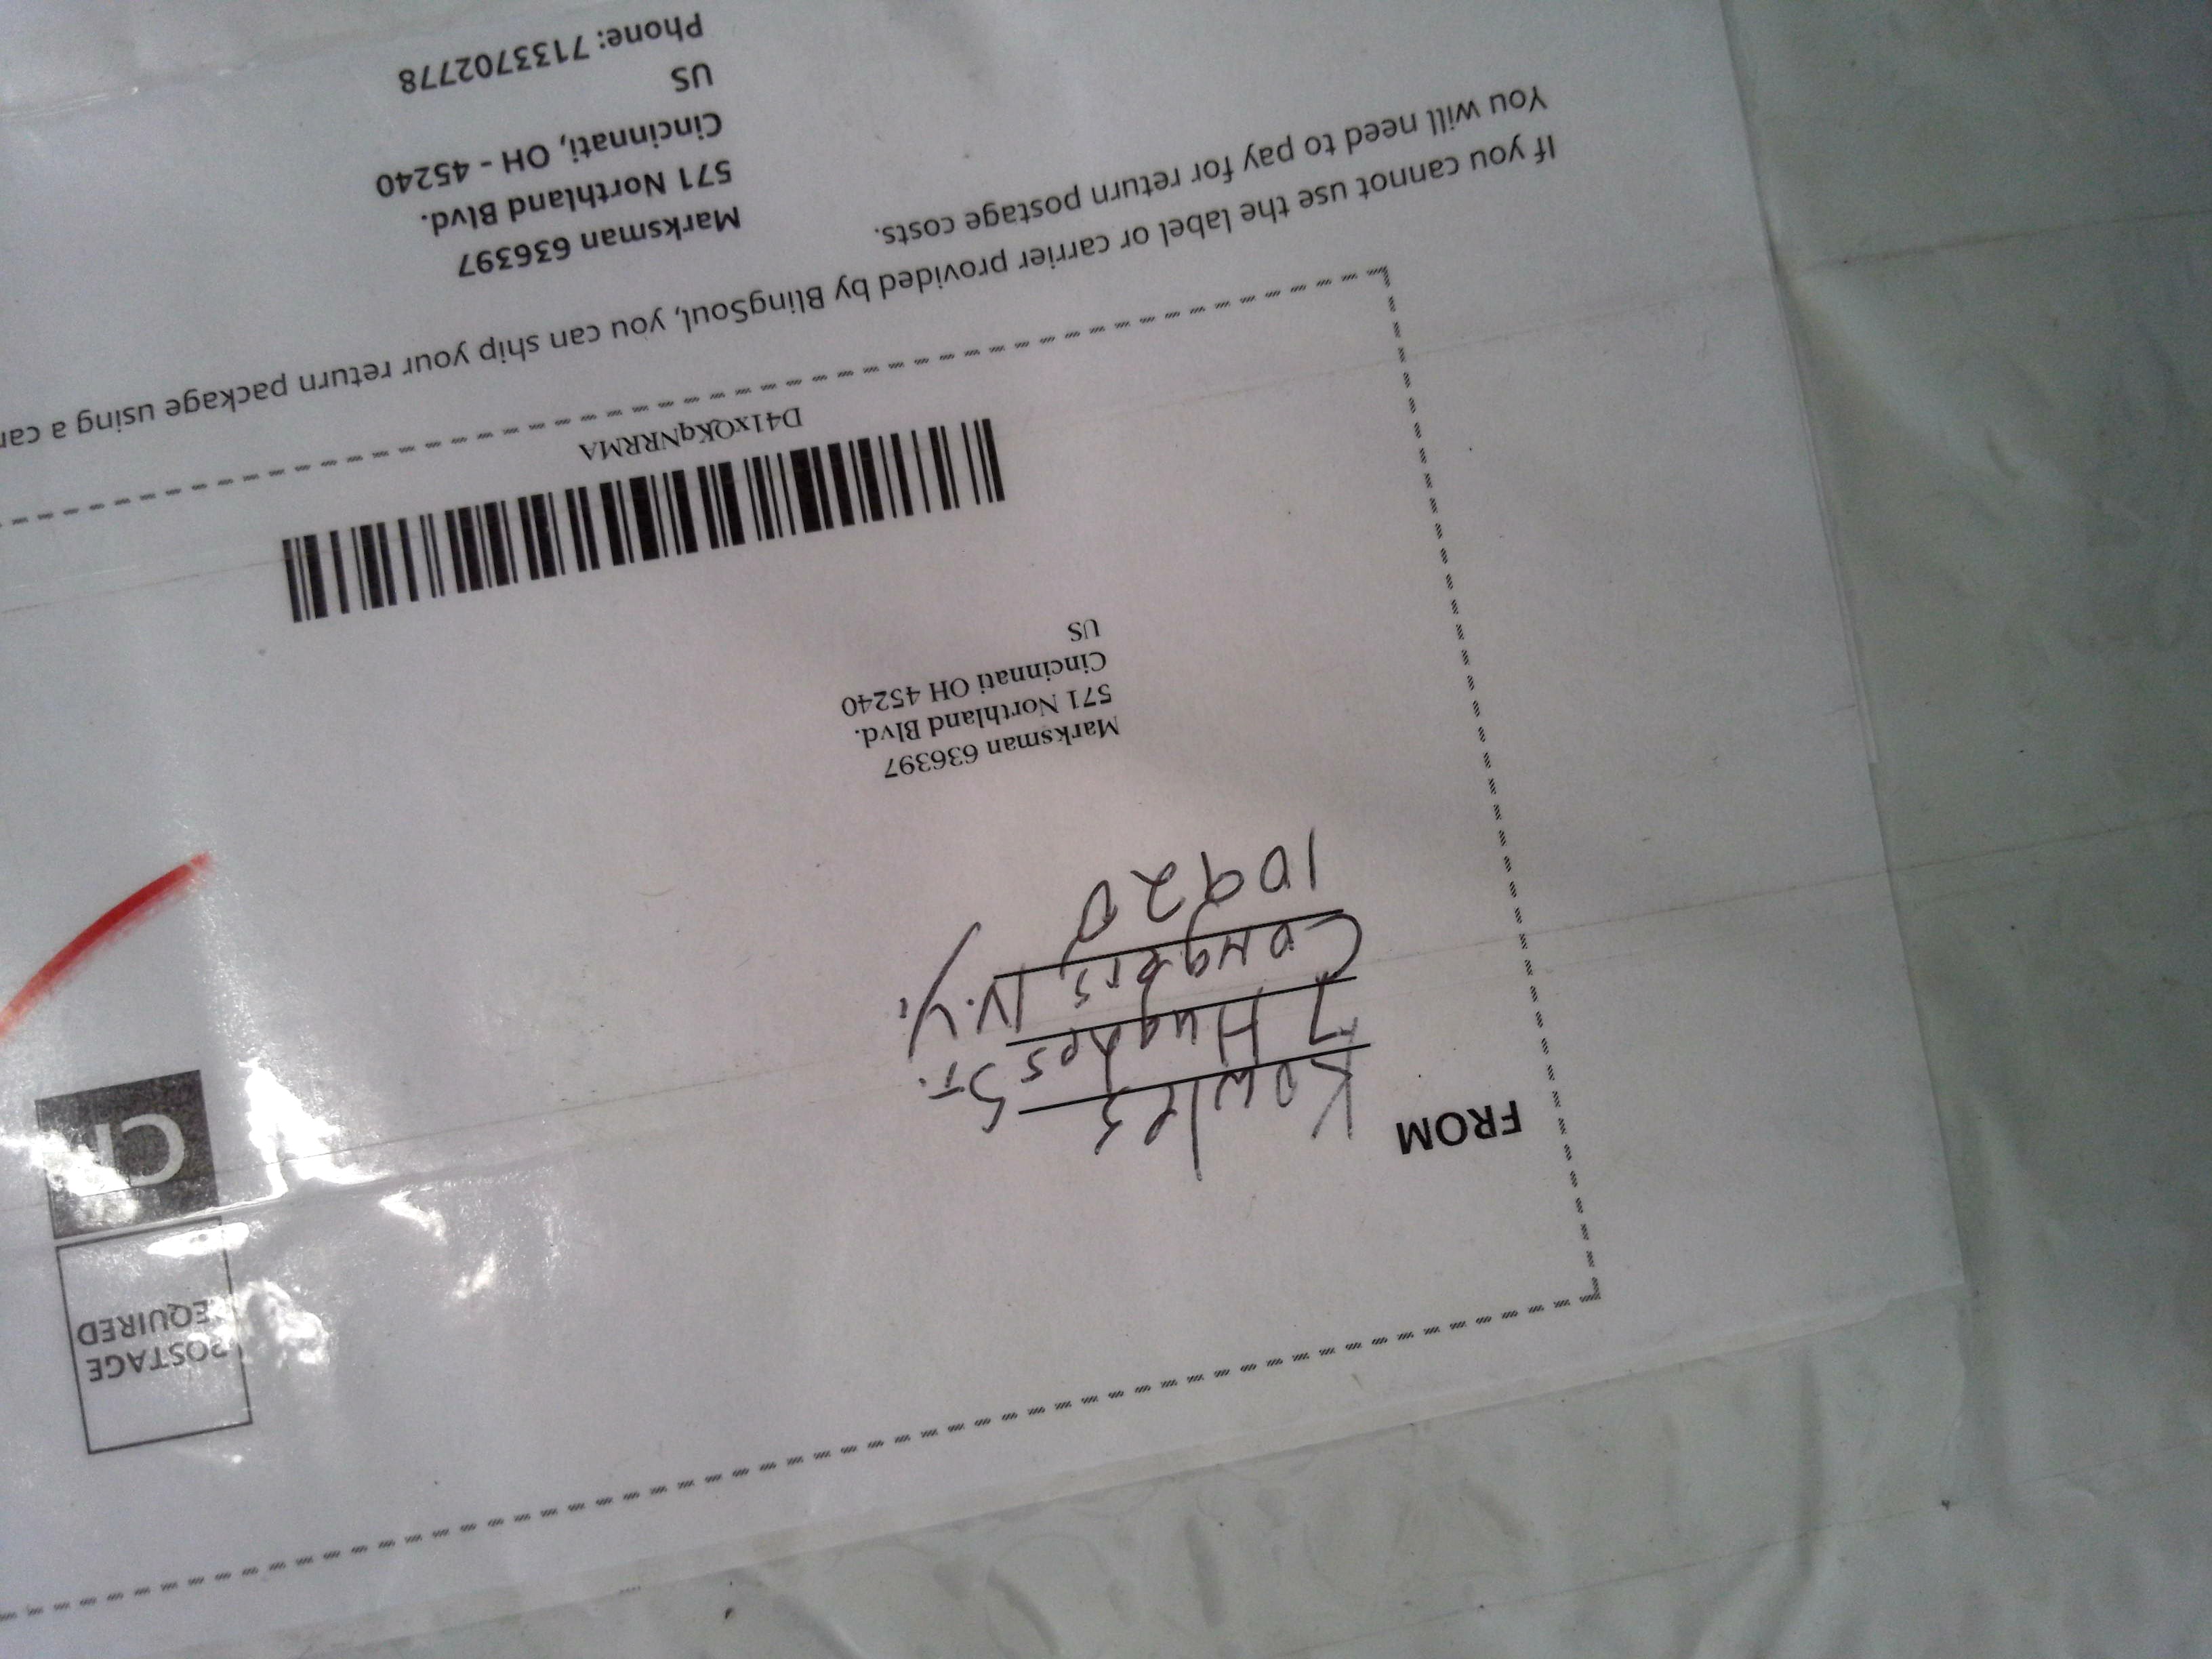 POSTAGE
REQUIRED
FROM
Kowles
7 Hughes St.
Congers, N.Y.
10920
Marksman 636397
571 Northland Blvd.
Cincinnati OH 45240
US
D41xQKqNRRMA
If you cannot use the label or carrier provided by BlingSoul, you can ship your return package using a car
You will need to pay for return postage costs.
Marksman 636397
571 Northland Blvd.
Cincinnati, OH - 45240
US
Phone: 7133702778